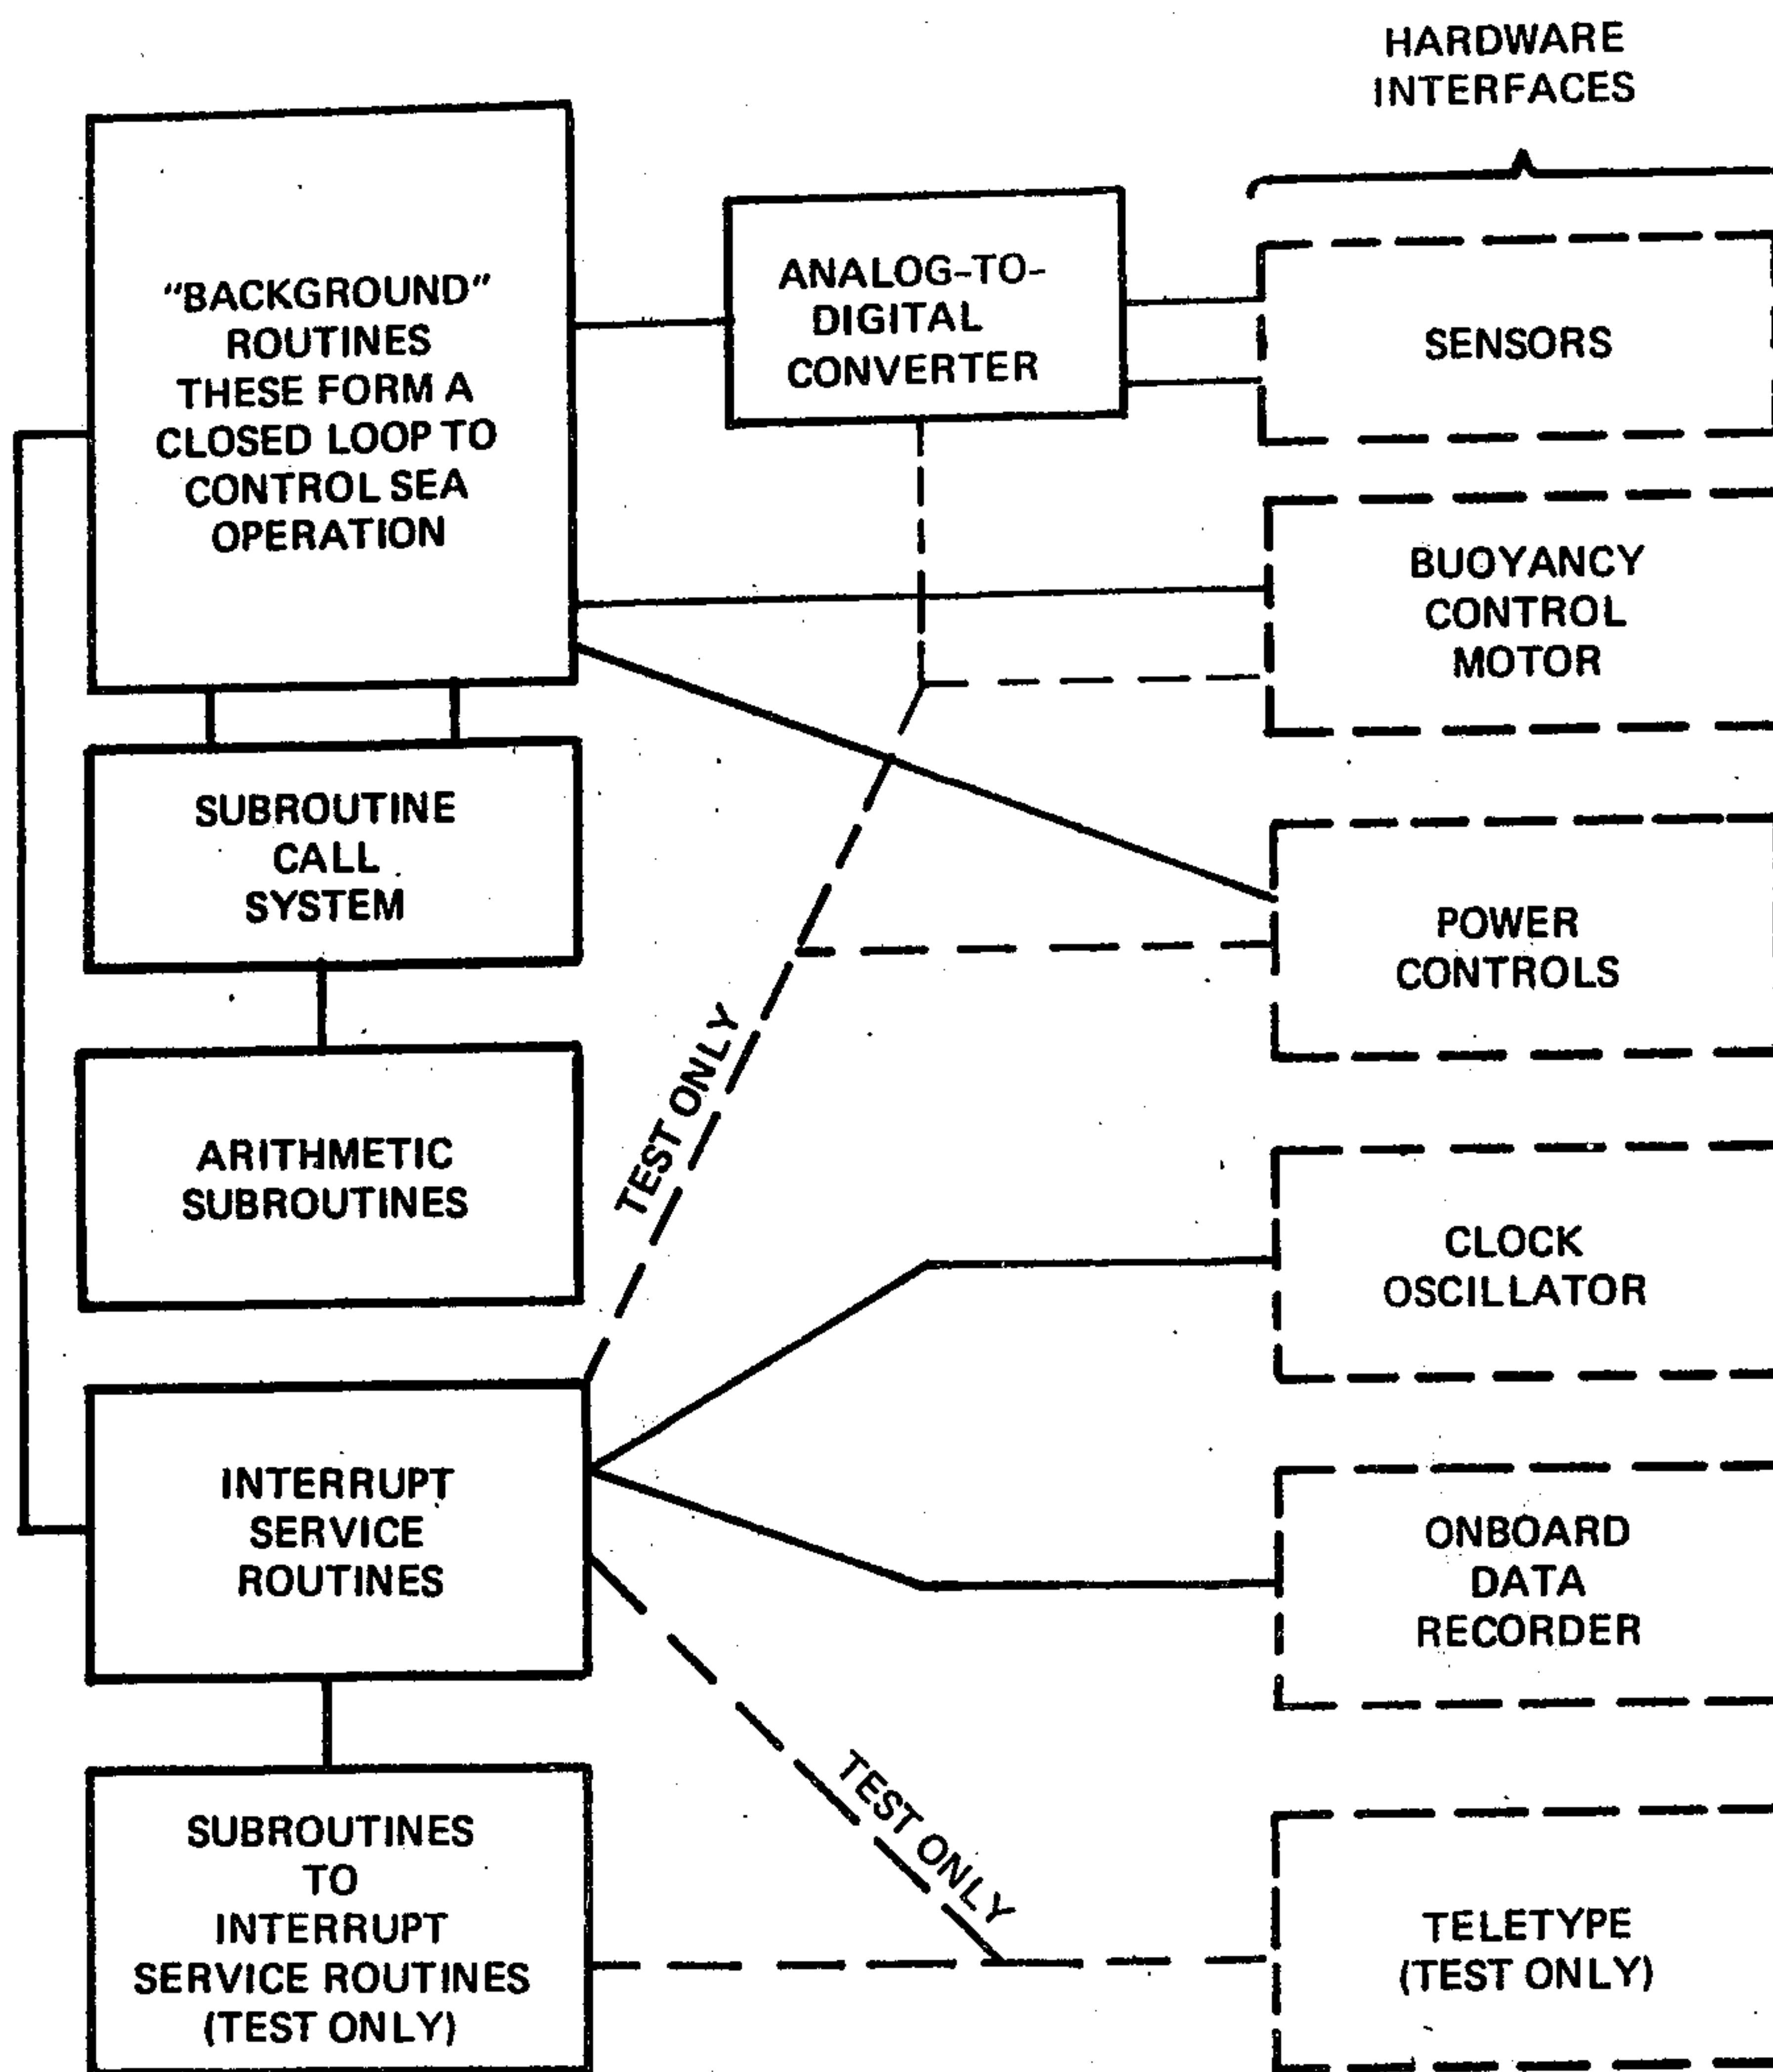 HARDWARE
INTERFACES
"BACKGROUND"
ROUTINES
THESE FORM A
CLOSED LOOP TO
CONTROL SEA
OPERATION
ANALOG-TO-
DIGITAL
CONVERTER
SENSORS
BUOYANCY
CONTROL
MOTOR
SUBROUTINE
CALL
SYSTEM
POWER
CONTROLS
TEST ONLY
ARITHMETIC
SUBROUTINES
CLOCK
OSCILLATOR
INTERRUPT
SERVICE
ROUTINES
ONBOARD
DATA
RECORDER
TEST ONLY
SUBROUTINES
TO
INTERRUPT
SERVICE ROUTINES
(TEST ONLY)
TELETYPE
(TEST ONLY)